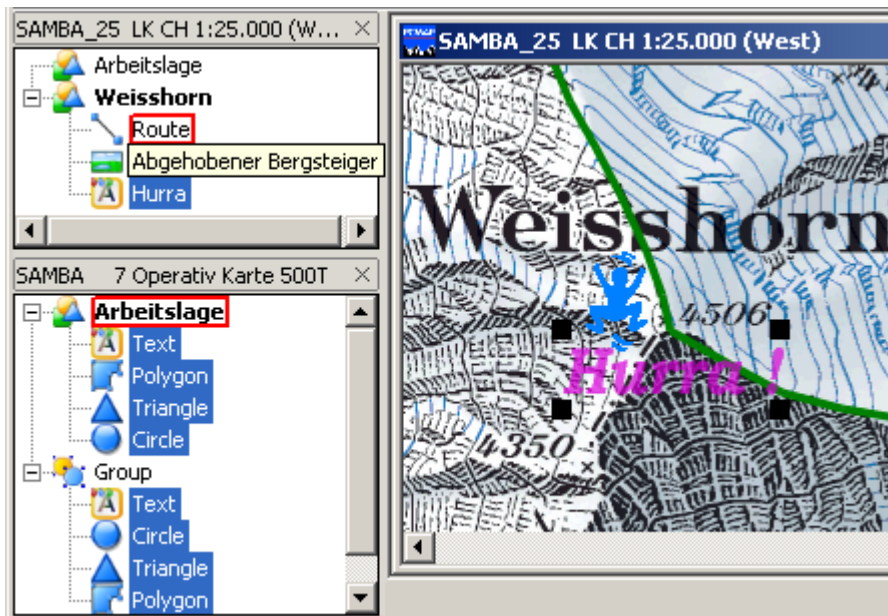 SAMBA_25 LK CH 1:25.000 (W...
Arbeitslage
Weisshorn
Route
Abgehobener Bergsteiger
Hurra
SAMBA 7 Operativ Karte 500T
Arbeitslage
Text
Polygon
Triangle
Circle
Group
Text
Circle
Triangle
Polygon
SAMBA_25 LK CH 1:25.000 (West)
Weisshorn
4506
Hurra !
4350